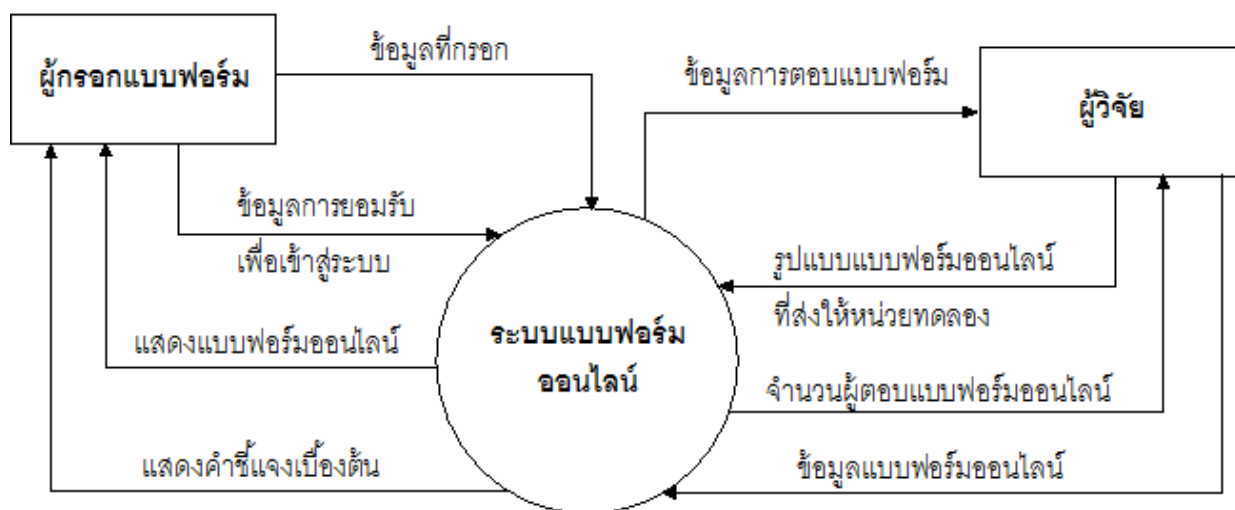 ผู้กรอกแบบฟอร์ม
ข้อมูลที่กรอก
ข้อมูลการตอบแบบฟอร์ม
ผู้วิจัย
ข้อมูลการยอมรับ
เพื่อเข้าสู่ระบบ
รูปแบบแบบฟอร์มออนไลน์
ที่ส่งให้หน่วยทดลอง
แสดงแบบฟอร์มออนไลน์
ระบบแบบฟอร์ม
ออนไลน์
จำนวนผู้ตอบแบบฟอร์มออนไลน์
แสดงคำชี้แจงเบื้องต้น
ข้อมูลแบบฟอร์มออนไลน์